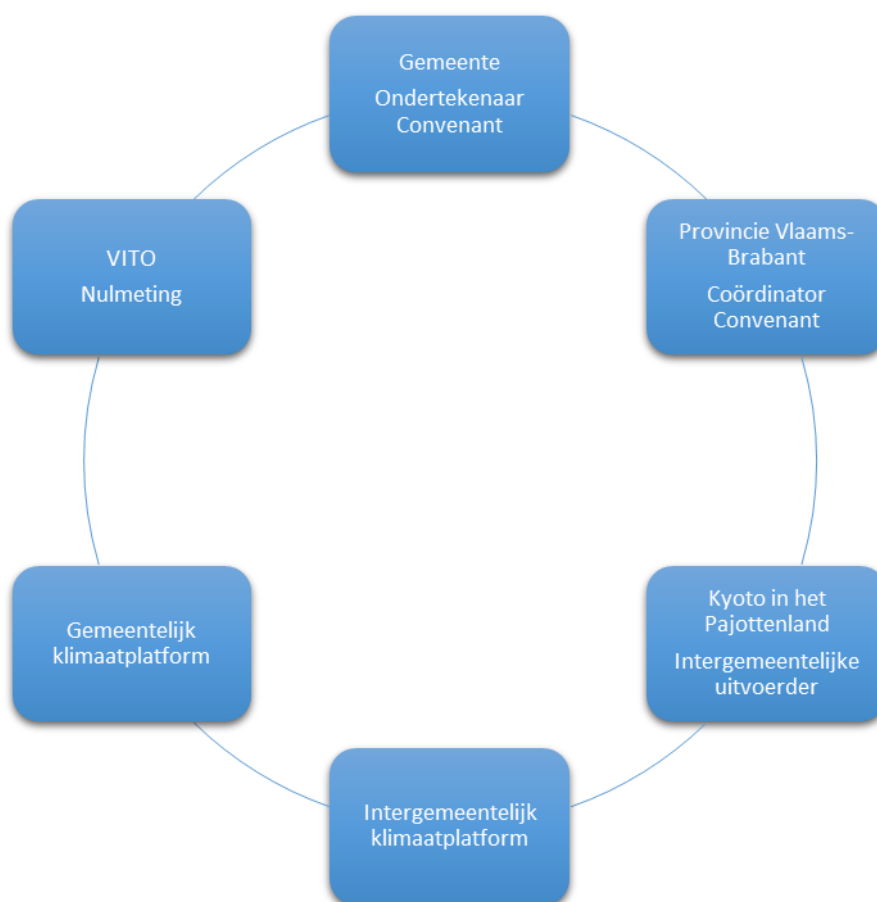 Gemeente
Ondertekenaar
Convenant
Provincie Vlaams-
Brabant
Coördinator
Convenant
Kyoto in het
Pajottenland
Intergemeentelijke
uitvoerder
Intergemeentelijk
klimaatplatform
Gemeentelijk
klimaatplatform
VITO
Nulmeting